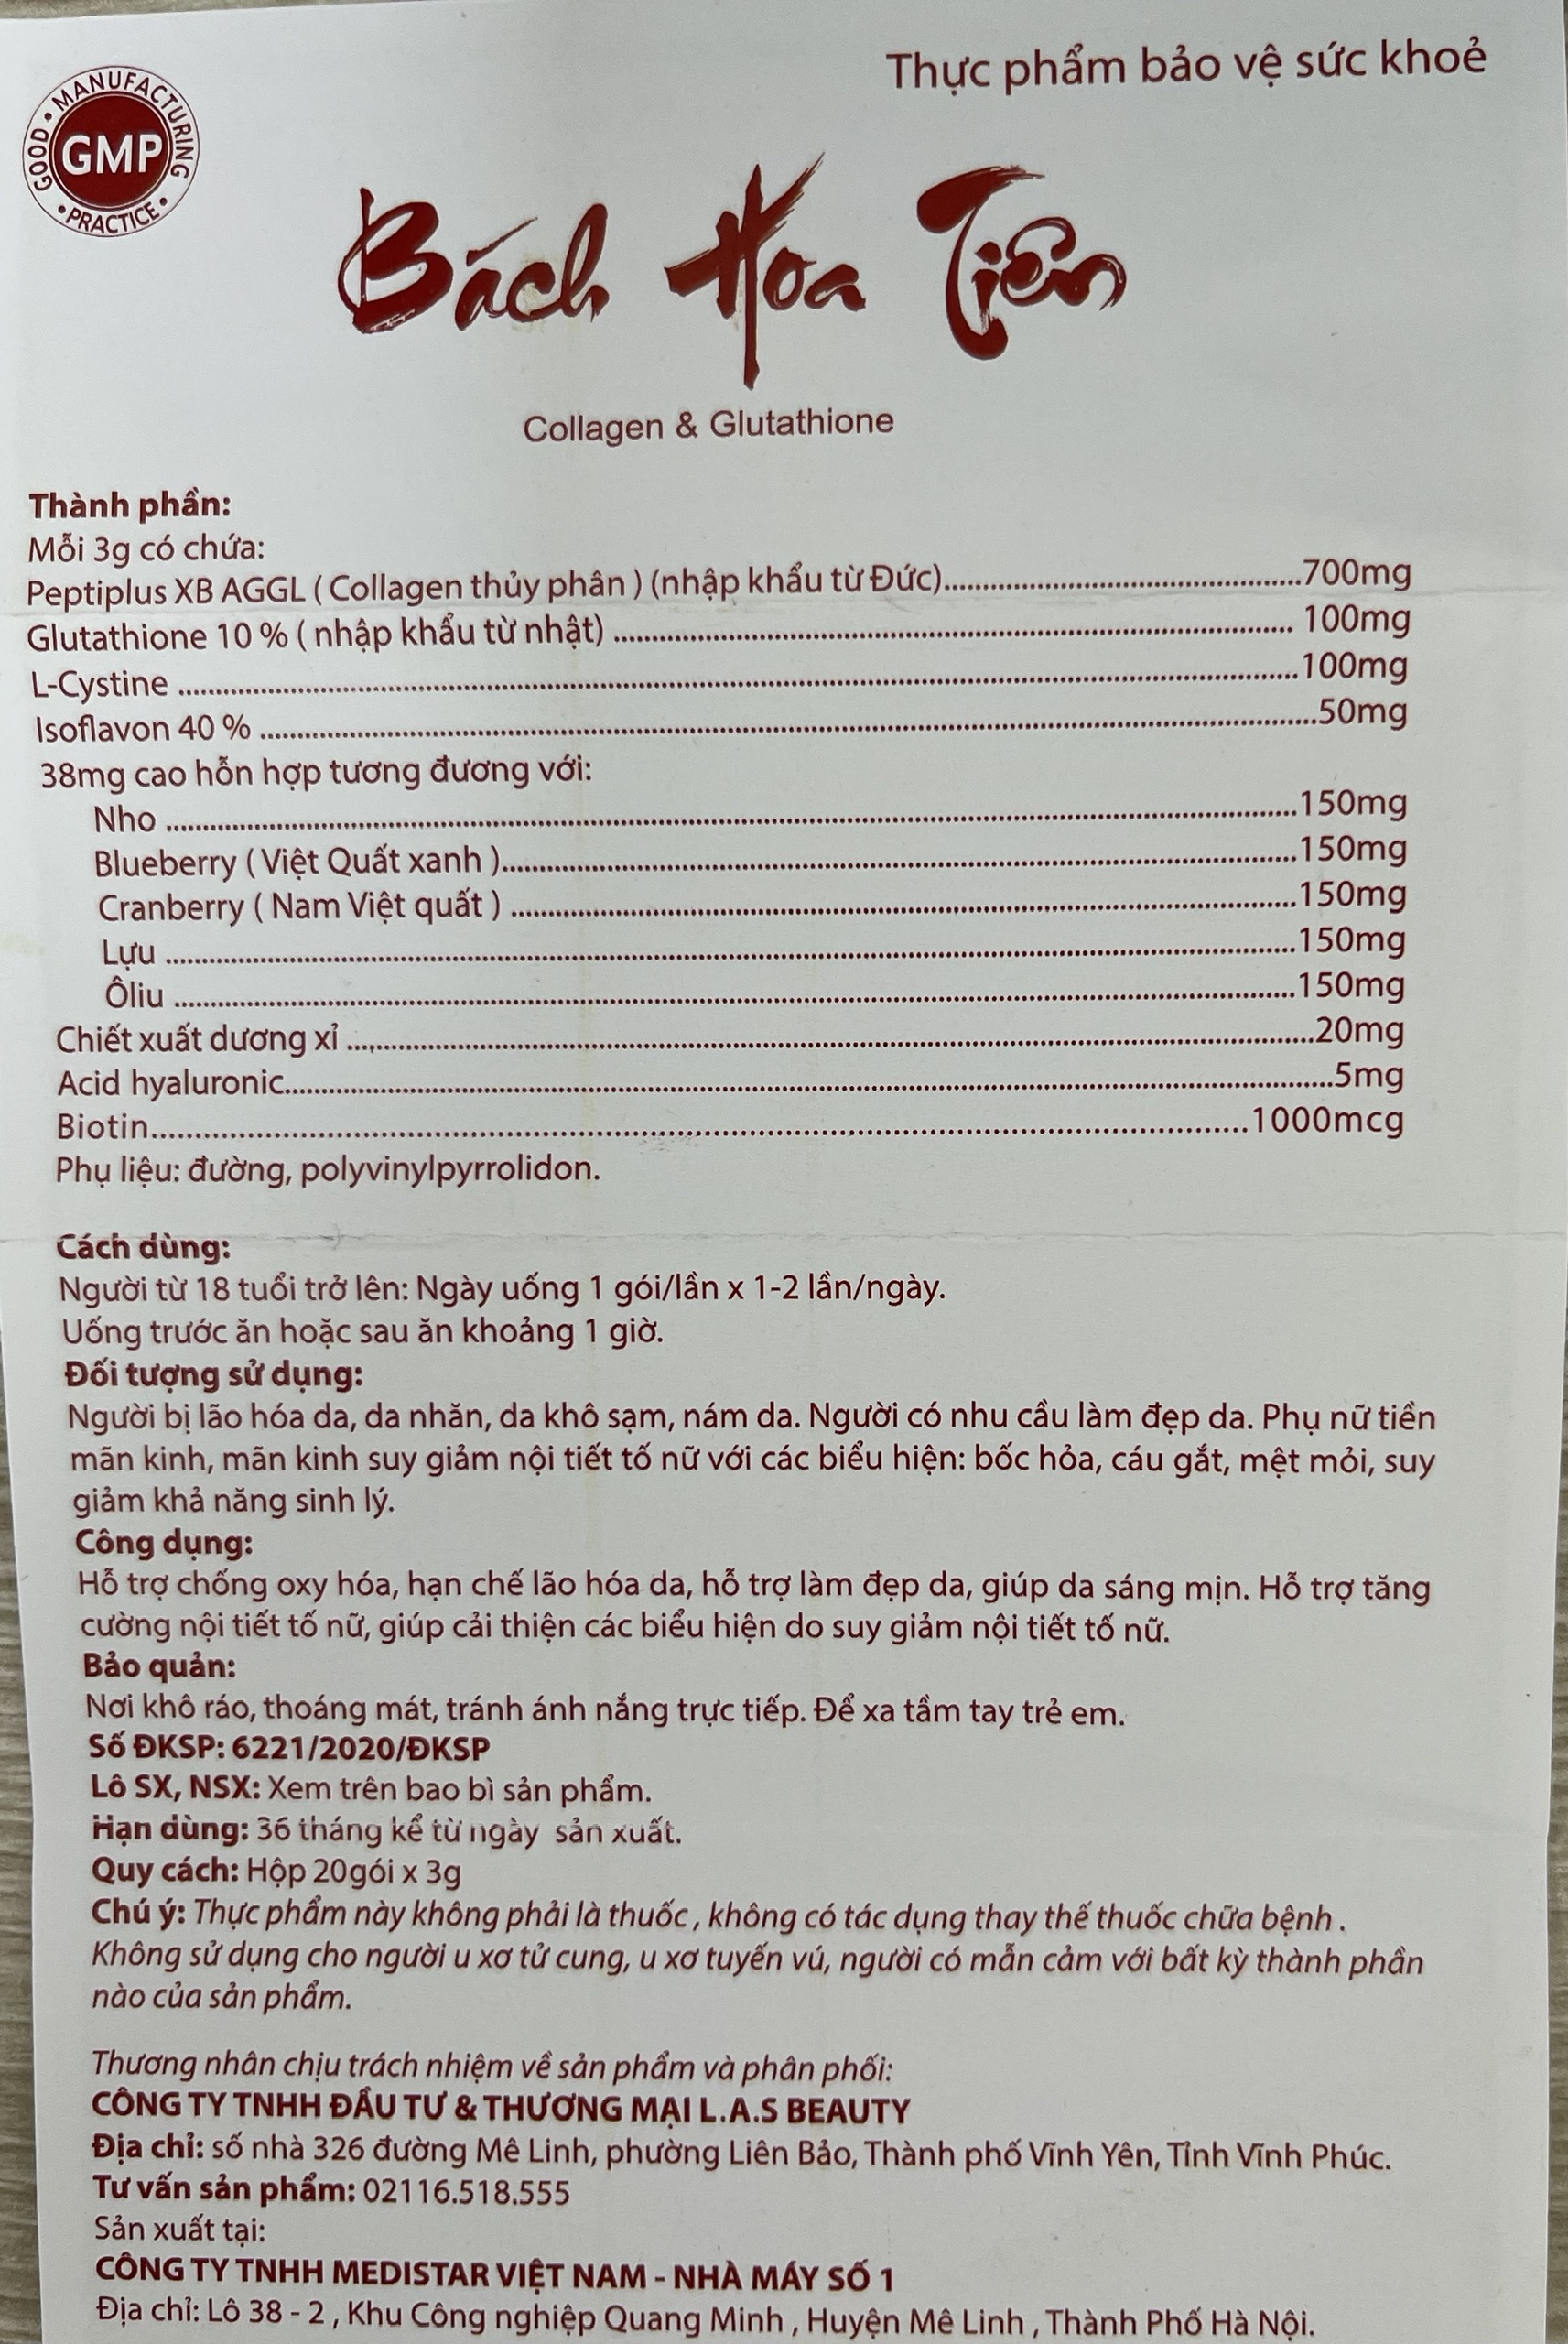 Thực phẩm bảo vệ sức khoẻ
GOOD • MANUFACTURING • PRACTICE •
GMP
Bách Hoa Tiên
Collagen & Glutathione
Thành phần:
Mỗi 3g có chứa:
Peptiplus XB AGGL ( Collagen thủy phân ) (nhập khẩu từ Đức)..........700mg
Glutathione 10 % ( nhập khẩu từ nhật) .......... 100mg
L-Cystine ..........100mg
Isoflavon 40 % ..........50mg
38mg cao hỗn hợp tương đương với:
Nho ..........150mg
Blueberry ( Việt Quất xanh )..........150mg
Cranberry ( Nam Việt quất ) ..........150mg
Lựu ..........150mg
Ôliu ..........150mg
Chiết xuất dương xỉ ..........20mg
Acid hyaluronic..........5mg
Biotin..........1000mcg
Phụ liệu: đường, polyvinylpyrrolidon.
Cách dùng:
Người từ 18 tuổi trở lên: Ngày uống 1 gói/lần x 1-2 lần/ngày.
Uống trước ăn hoặc sau ăn khoảng 1 giờ.
Đối tượng sử dụng:
Người bị lão hóa da, da nhăn, da khô sạm, nám da. Người có nhu cầu làm đẹp da. Phụ nữ tiền
mãn kinh, mãn kinh suy giảm nội tiết tố nữ với các biểu hiện: bốc hỏa, cáu gắt, mệt mỏi, suy
giảm khả năng sinh lý.
Công dụng:
Hỗ trợ chống oxy hóa, hạn chế lão hóa da, hỗ trợ làm đẹp da, giúp da sáng mịn. Hỗ trợ tăng
cường nội tiết tố nữ, giúp cải thiện các biểu hiện do suy giảm nội tiết tố nữ.
Bảo quản:
Nơi khô ráo, thoáng mát, tránh ánh nắng trực tiếp. Để xa tầm tay trẻ em.
Số ĐKSP: 6221/2020/ĐKSP
Lô SX, NSX: Xem trên bao bì sản phẩm.
Hạn dùng: 36 tháng kể từ ngày sản xuất.
Quy cách: Hộp 20gói x 3g
Chú ý: Thực phẩm này không phải là thuốc , không có tác dụng thay thế thuốc chữa bệnh .
Không sử dụng cho người u xơ tử cung, u xơ tuyến vú, người có mẫn cảm với bất kỳ thành phần
nào của sản phẩm.
Thương nhân chịu trách nhiệm về sản phẩm và phân phối:
CÔNG TY TNHH ĐẦU TƯ & THƯƠNG MẠI L.A.S BEAUTY
Địa chỉ: số nhà 326 đường Mê Linh, phường Liên Bảo, Thành phố Vĩnh Yên, Tỉnh Vĩnh Phúc.
Tư vấn sản phẩm: 02116.518.555
Sản xuất tại:
CÔNG TY TNHH MEDISTAR VIỆT NAM - NHÀ MÁY SỐ 1
Địa chỉ: Lô 38 - 2 , Khu Công nghiệp Quang Minh , Huyện Mê Linh , Thành Phố Hà Nội.